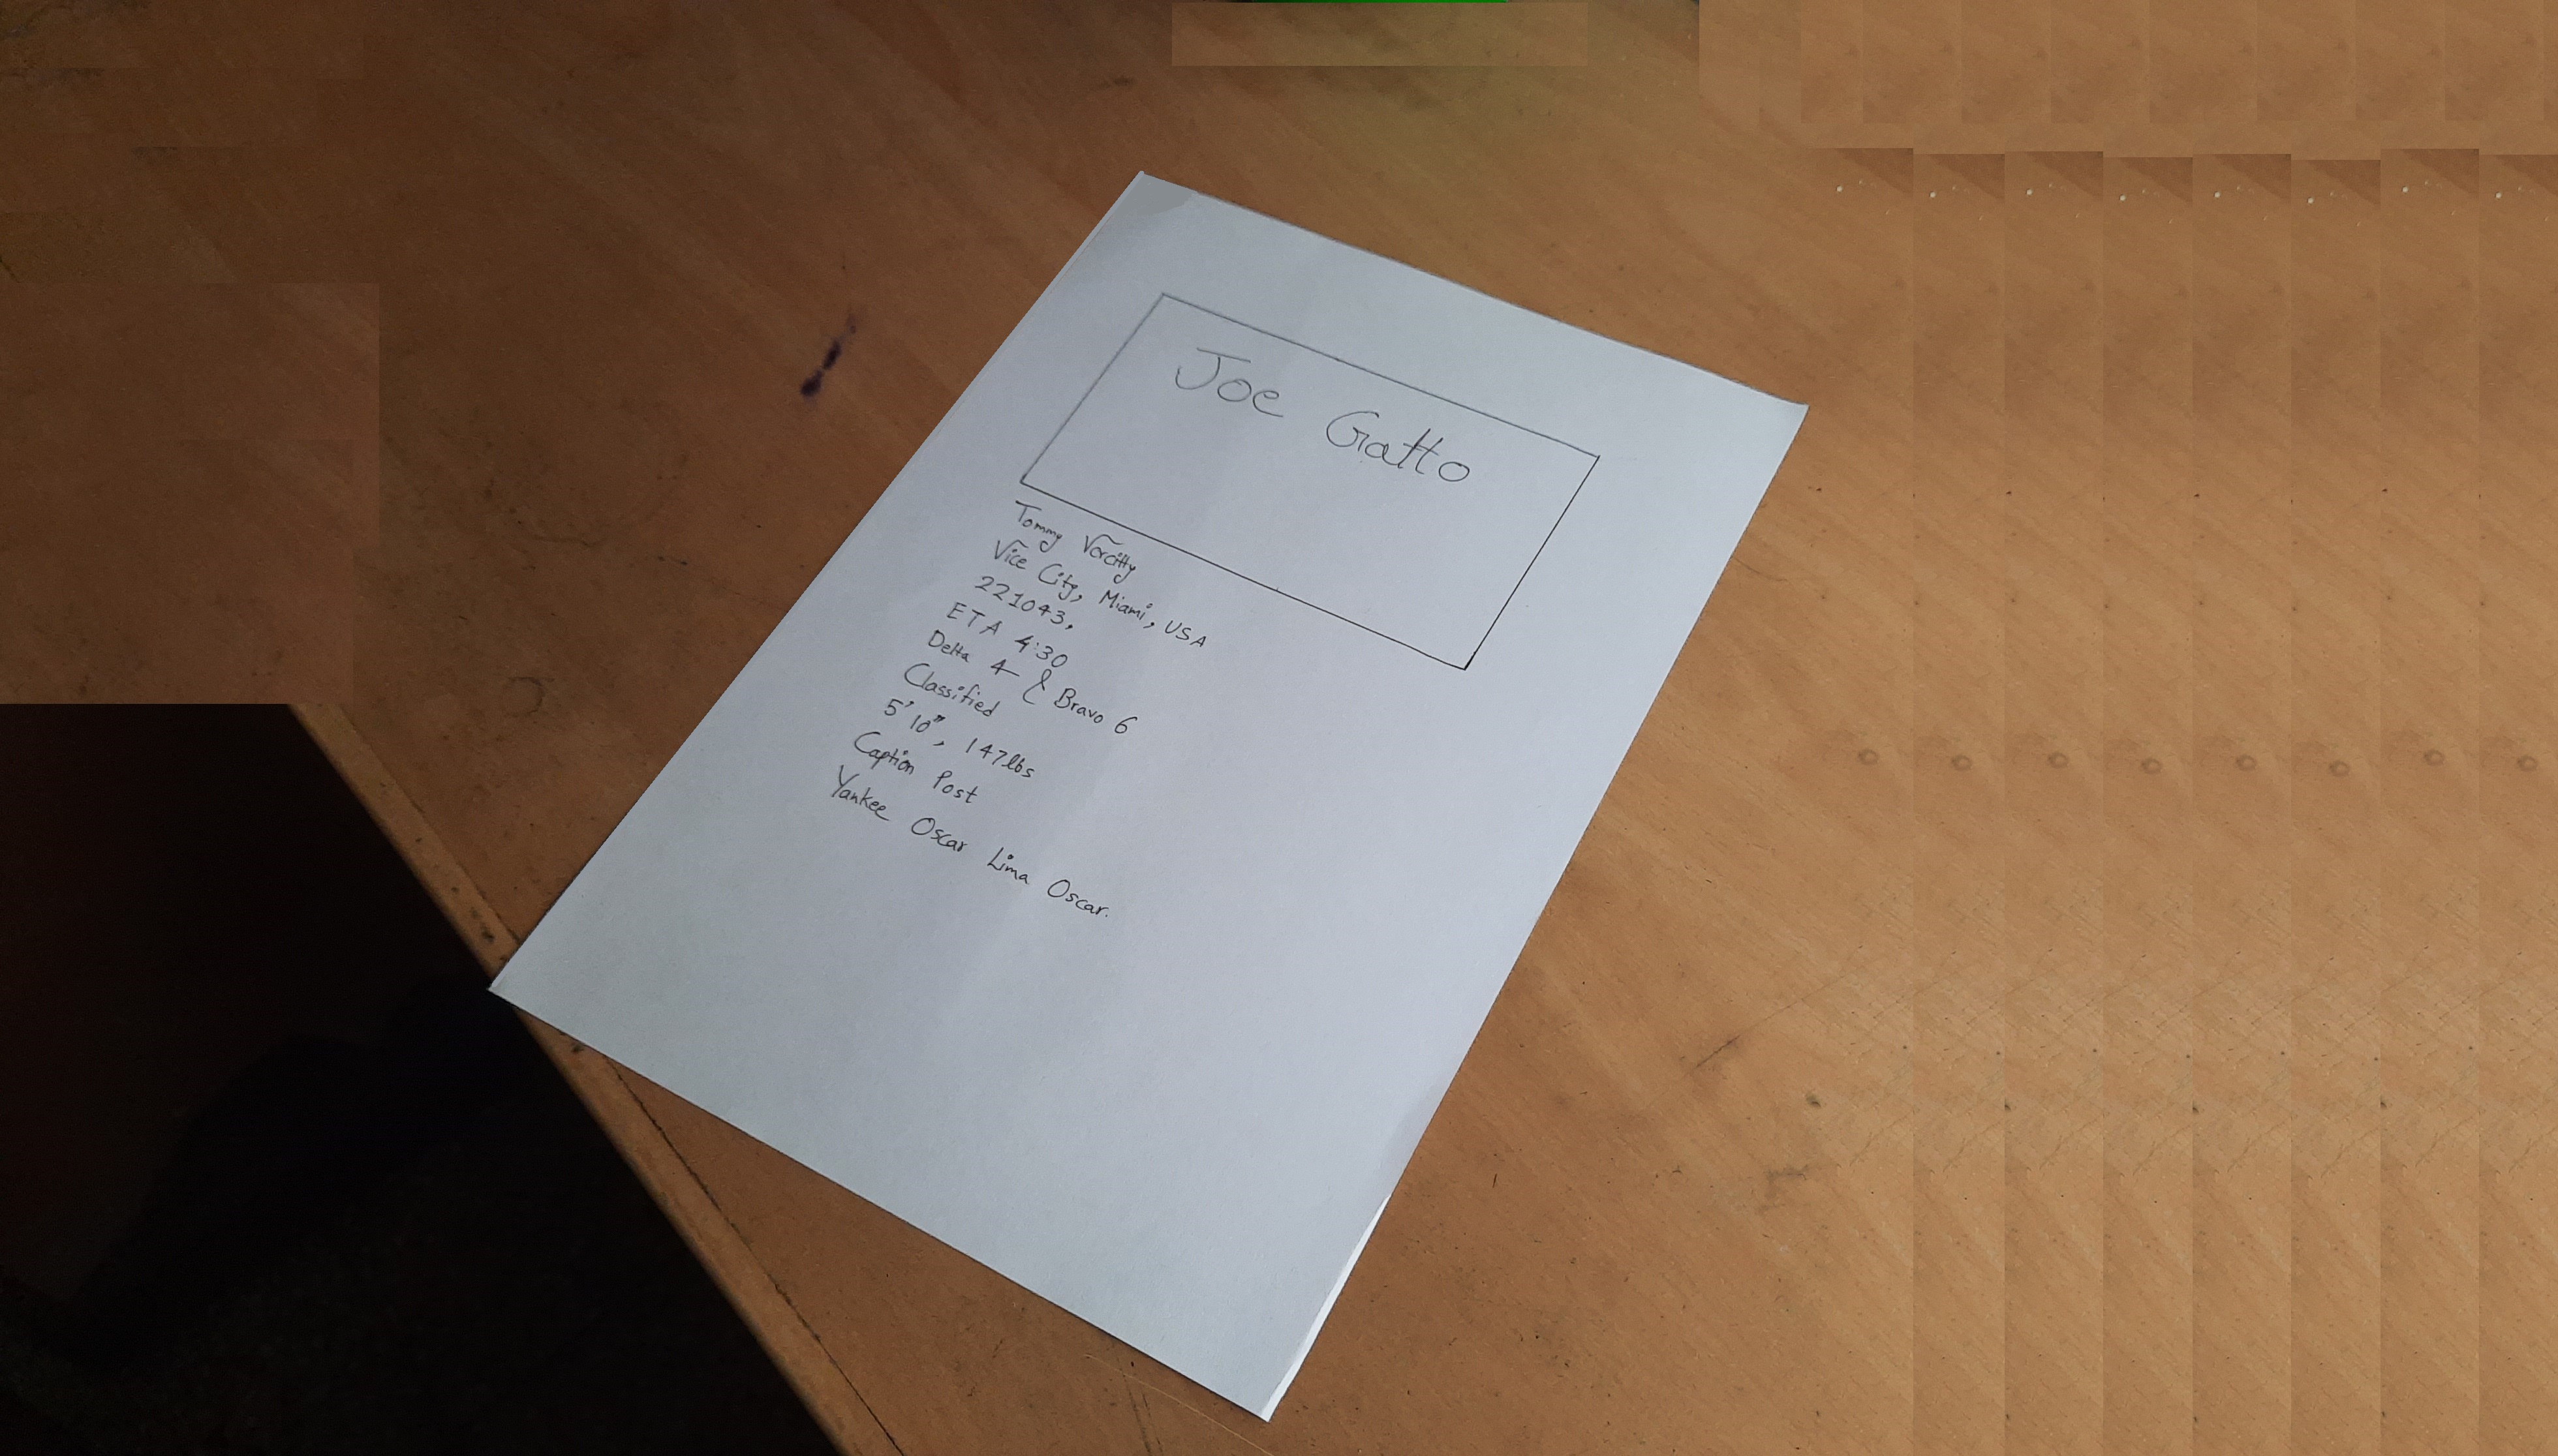 Joe Gatto
Tommy Vercitty
Vice City, Miami, USA
221043,
ETA 4:30
Delta 4 & Bravo 6
Classified
5'10", 147lbs
Caption Post
Yankee Oscar Lima Oscar.